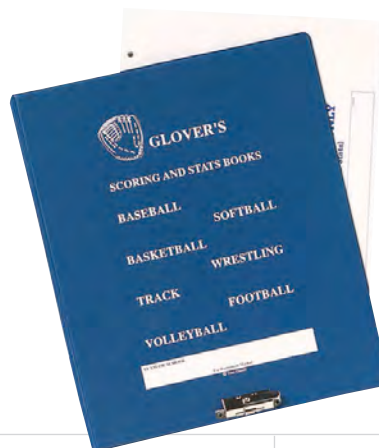 GLOVER'S
SCORING AND STATS BOOKS
BASEBALL SOFTBALL
BASKETBALL WRESTLING
TRACK FOOTBALL
VOLLEYBALL